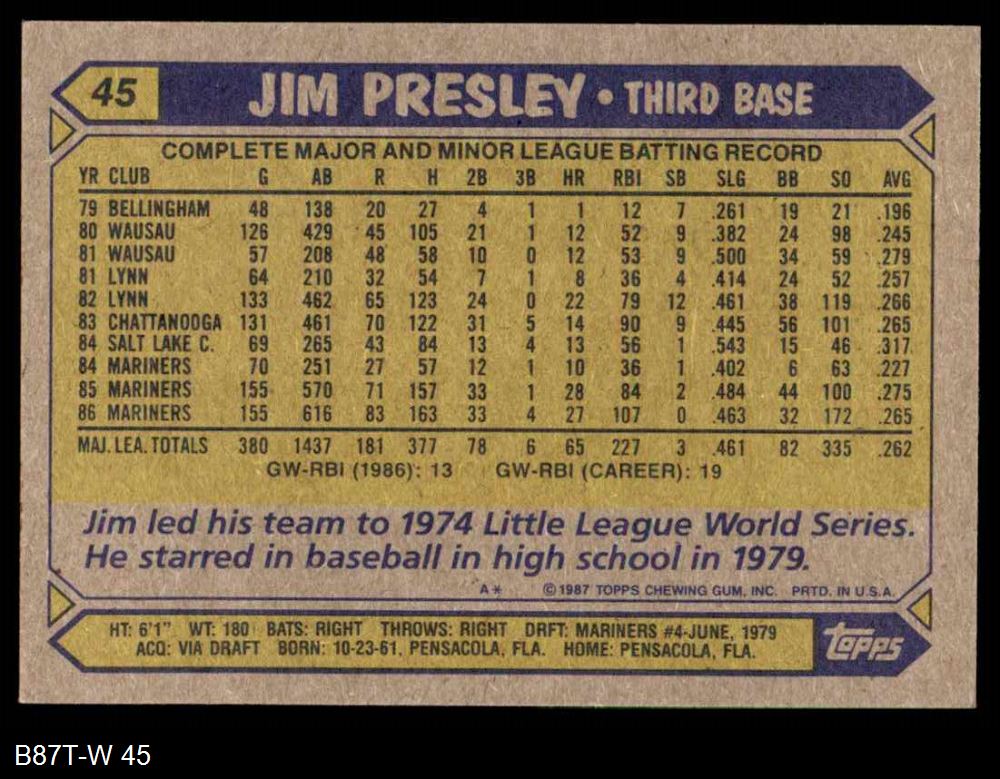 45 JIM PRESLEY • THIRD BASE
COMPLETE MAJOR AND MINOR LEAGUE BATTING RECORD
YR CLUB G AB R H 2B 3B HR RBI SB SLG BB SO AVG
79 BELLINGHAM 48 138 20 27 4 1 1 12 7 .261 19 21 .196
80 WAUSAU 126 429 45 105 21 1 12 52 9 .382 24 98 .245
81 WAUSAU 57 208 48 58 10 0 12 53 9 .500 34 59 .279
81 LYNN 64 210 32 54 7 1 8 36 4 .414 24 52 .257
82 LYNN 133 462 65 123 24 0 22 79 12 .461 38 119 .266
83 CHATTANOOGA 131 461 70 122 31 5 14 90 9 .445 56 101 .265
84 SALT LAKE C. 69 265 43 84 13 4 13 56 1 .543 15 46 .317
84 MARINERS 70 251 27 57 12 1 10 36 1 .402 6 63 .227
85 MARINERS 155 570 71 157 33 1 28 84 2 .484 44 100 .275
86 MARINERS 155 616 83 163 33 4 27 107 0 .463 32 172 .265
MAJ. LEA. TOTALS 380 1437 181 377 78 6 65 227 3 .461 82 335 .262
GW-RBI (1986): 13 GW-RBI (CAREER): 19
Jim led his team to 1974 Little League World Series.
He starred in baseball in high school in 1979.
A* ©1987 TOPPS CHEWING GUM, INC. PRTD. IN U.S.A.
HT: 6'1" WT: 180 BATS: RIGHT THROWS: RIGHT DRFT: MARINERS #4-JUNE, 1979
ACQ: VIA DRAFT BORN: 10-23-61, PENSACOLA, FLA. HOME: PENSACOLA, FLA.
topps
B87T-W 45